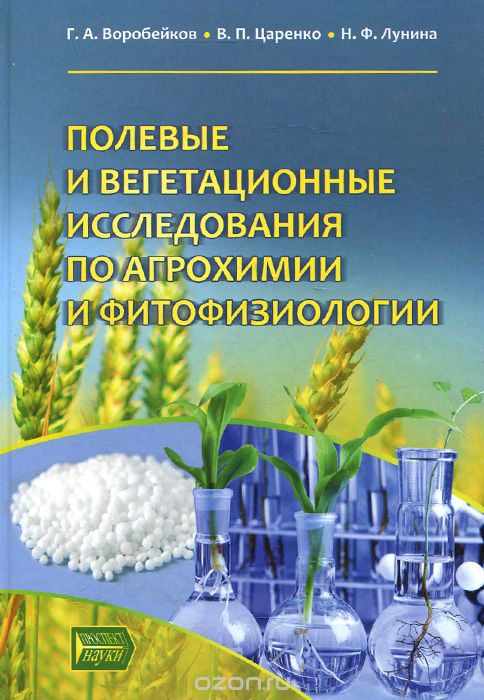 Г. А. Воробейков • В. П. Царенко • Н. Ф. Лунина
ПОЛЕВЫЕ
И ВЕГЕТАЦИОННЫЕ
ИССЛЕДОВАНИЯ
ПО АГРОХИМИИ
И ФИТОФИЗИОЛОГИИ
ПРОСПЕКТ
НАУКИ
ozon.ru